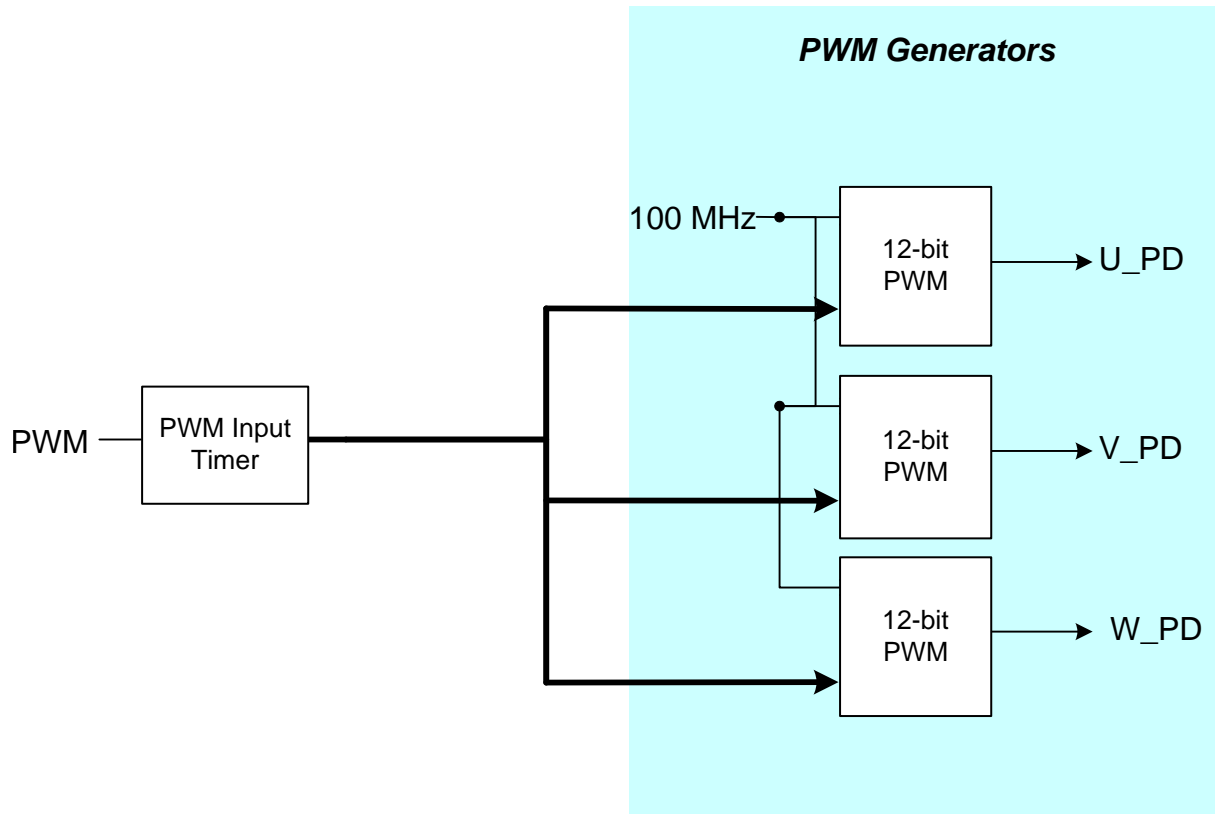 PWM Generators
100 MHz
12-bit
PWM
U_PD
PWM
PWM Input
Timer
12-bit
PWM
V_PD
12-bit
PWM
W_PD